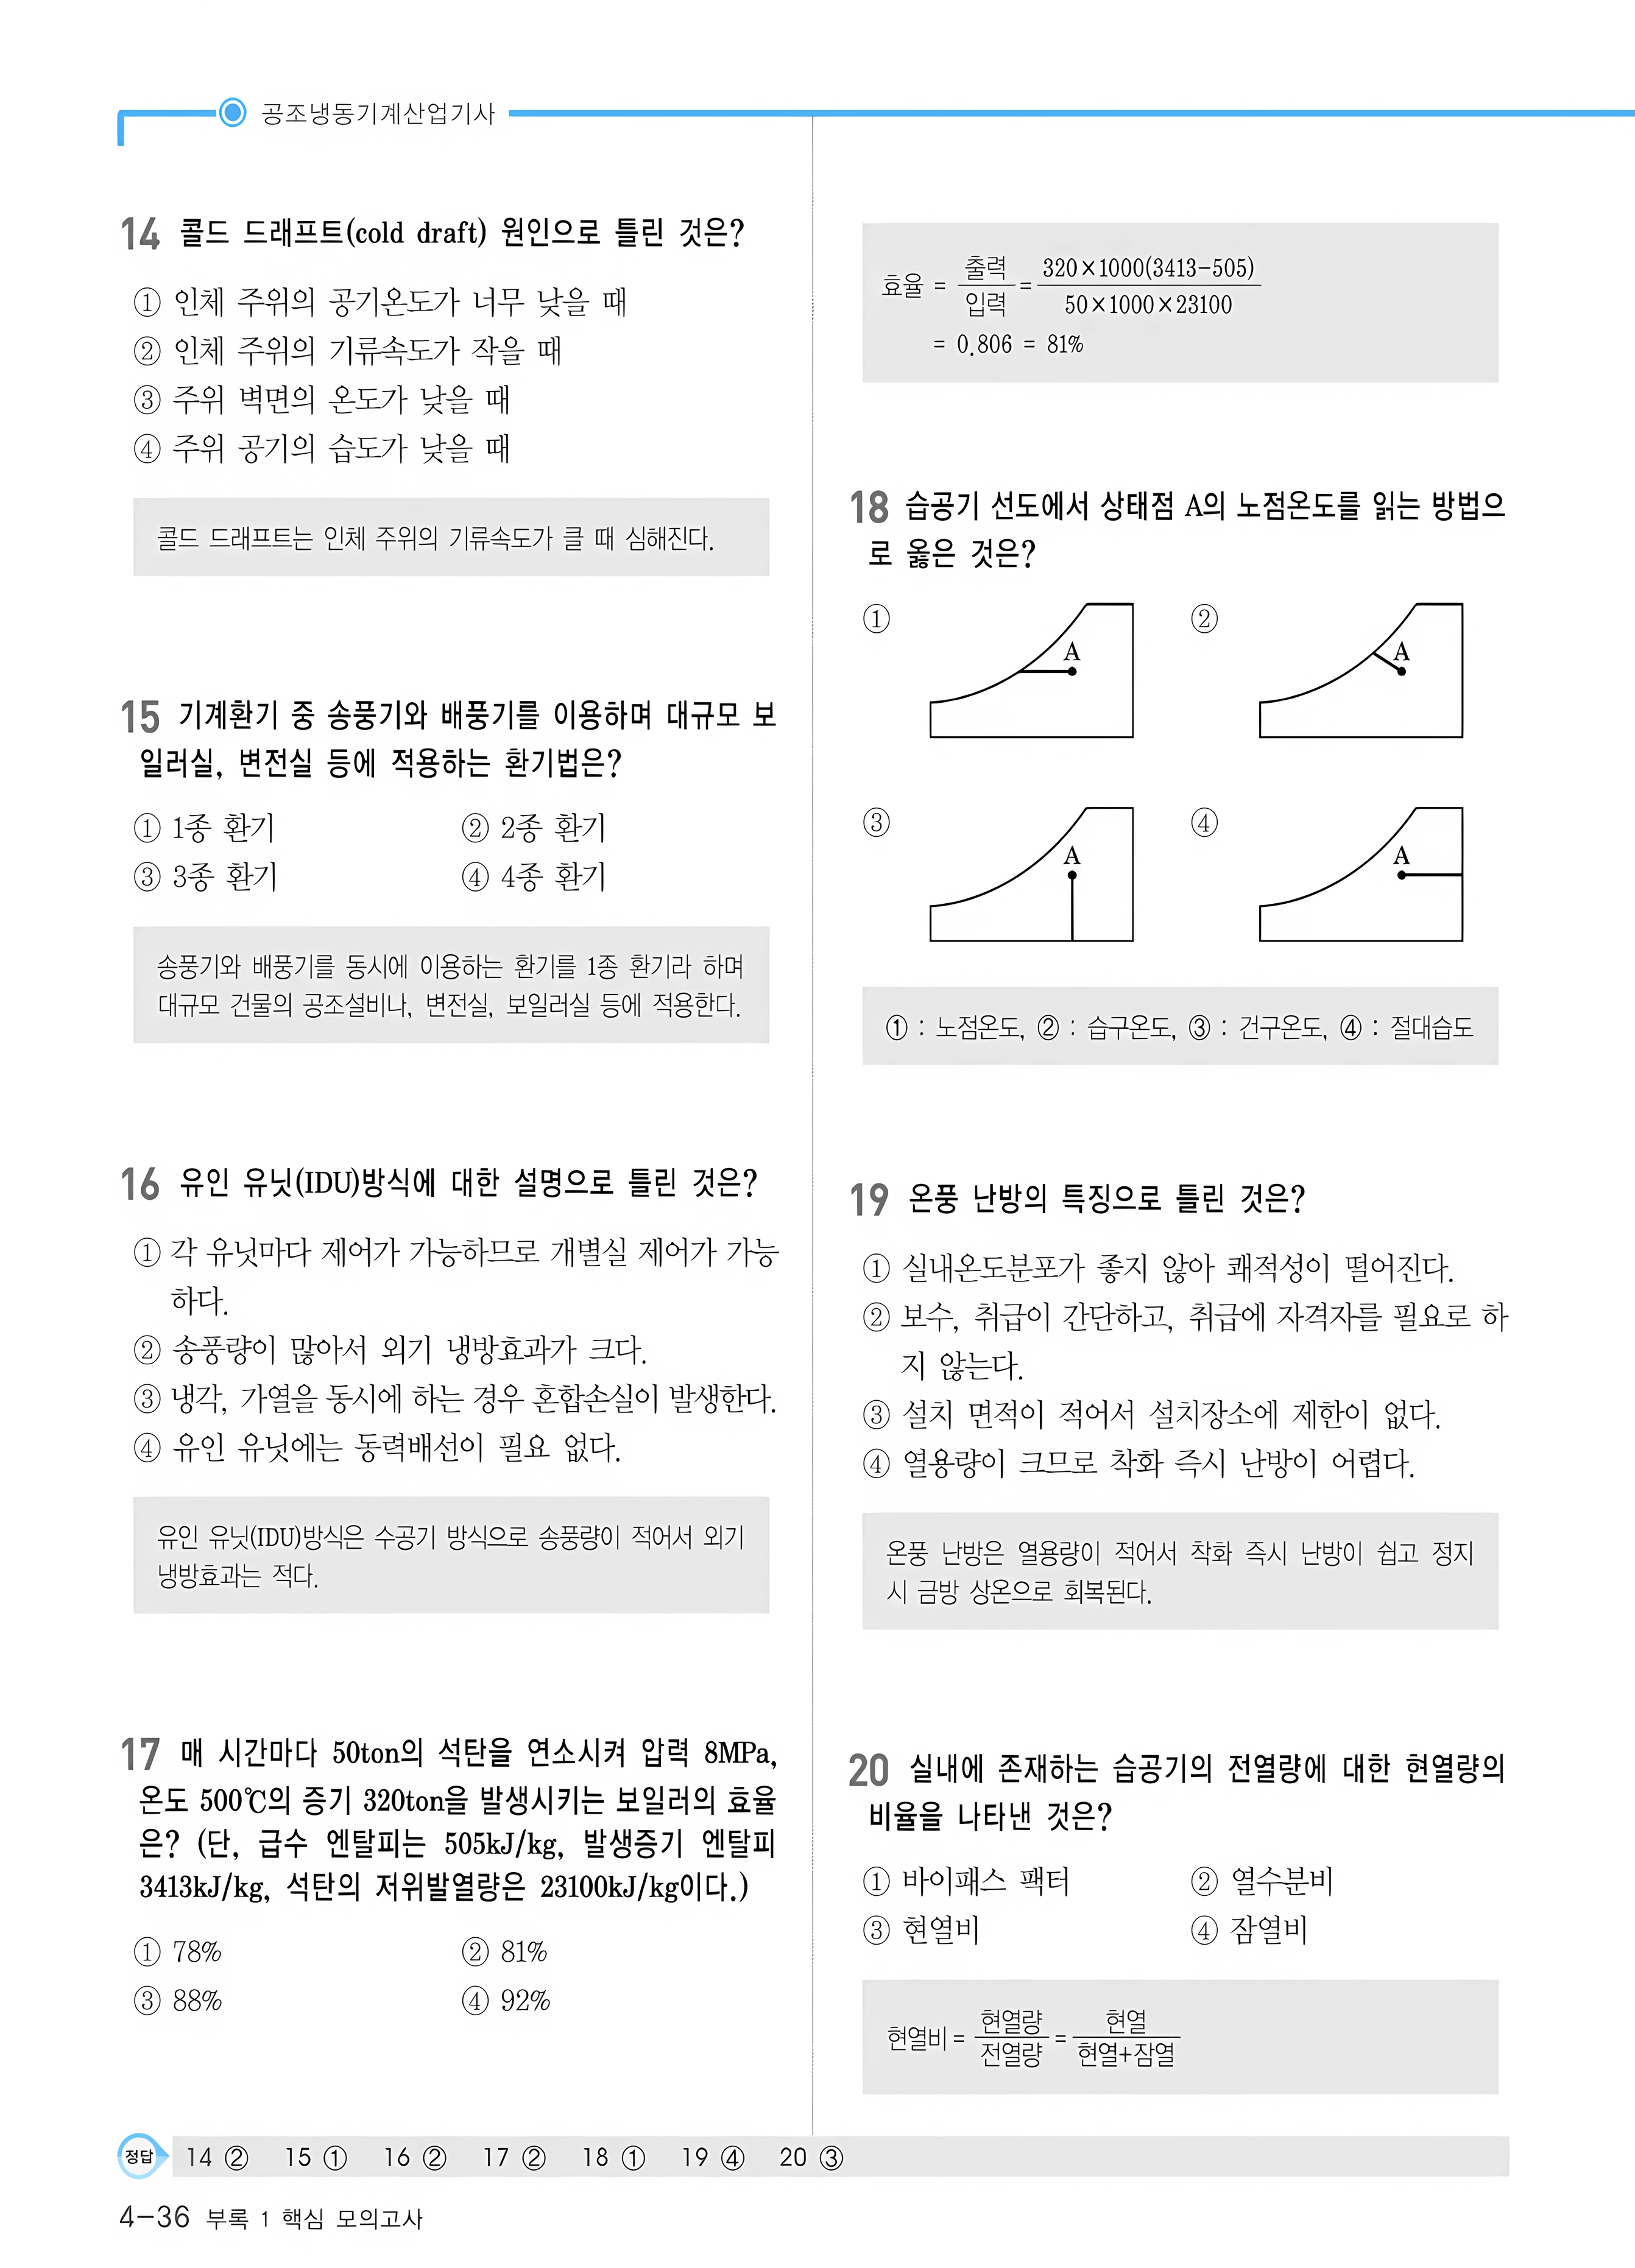 공조냉동기계산업기사
14 콜드 드래프트(cold draft) 원인으로 틀린 것은?
① 인체 주위의 공기온도가 너무 낮을 때
② 인체 주위의 기류속도가 작을 때
③ 주위 벽면의 온도가 낮을 때
④ 주위 공기의 습도가 낮을 때
콜드 드래프트는 인체 주위의 기류속도가 클 때 심해진다.
15 기계환기 중 송풍기와 배풍기를 이용하며 대규모 보
일러실, 변전실 등에 적용하는 환기법은?
① 1종 환기 ② 2종 환기
③ 3종 환기 ④ 4종 환기
송풍기와 배풍기를 동시에 이용하는 환기를 1종 환기라 하며
대규모 건물의 공조설비나, 변전실, 보일러실 등에 적용한다.
16 유인 유닛(IDU)방식에 대한 설명으로 틀린 것은?
① 각 유닛마다 제어가 가능하므로 개별실 제어가 가능
하다.
② 송풍량이 많아서 외기 냉방효과가 크다.
③ 냉각, 가열을 동시에 하는 경우 혼합손실이 발생한다.
④ 유인 유닛에는 동력배선이 필요 없다.
유인 유닛(IDU)방식은 수공기 방식으로 송풍량이 적어서 외기
냉방효과는 적다.
17 매 시간마다 50ton의 석탄을 연소시켜 압력 8MPa,
온도 500℃의 증기 320ton을 발생시키는 보일러의 효율
은? (단, 급수 엔탈피는 505kJ/kg, 발생증기 엔탈피
3413kJ/kg, 석탄의 저위발열량은 23100kJ/kg이다.)
① 78% ② 81%
③ 88% ④ 92%
효율 = 출력/입력 = 320×1000(3413-505)/50×1000×23100
= 0.806 = 81%
18 습공기 선도에서 상태점 A의 노점온도를 읽는 방법으
로 옳은 것은?
① A ② A
③ A ④ A
① : 노점온도, ② : 습구온도, ③ : 건구온도, ④ : 절대습도
19 온풍 난방의 특징으로 틀린 것은?
① 실내온도분포가 좋지 않아 쾌적성이 떨어진다.
② 보수, 취급이 간단하고, 취급에 자격자를 필요로 하
지 않는다.
③ 설치 면적이 적어서 설치장소에 제한이 없다.
④ 열용량이 크므로 착화 즉시 난방이 어렵다.
온풍 난방은 열용량이 적어서 착화 즉시 난방이 쉽고 정지
시 금방 상온으로 회복된다.
20 실내에 존재하는 습공기의 전열량에 대한 현열량의
비율을 나타낸 것은?
① 바이패스 팩터 ② 열수분비
③ 현열비 ④ 잠열비
현열비 = 현열량/전열량 = 현열/현열+잠열
정답 14 ② 15 ① 16 ② 17 ② 18 ① 19 ④ 20 ③
4-36 부록 1 핵심 모의고사